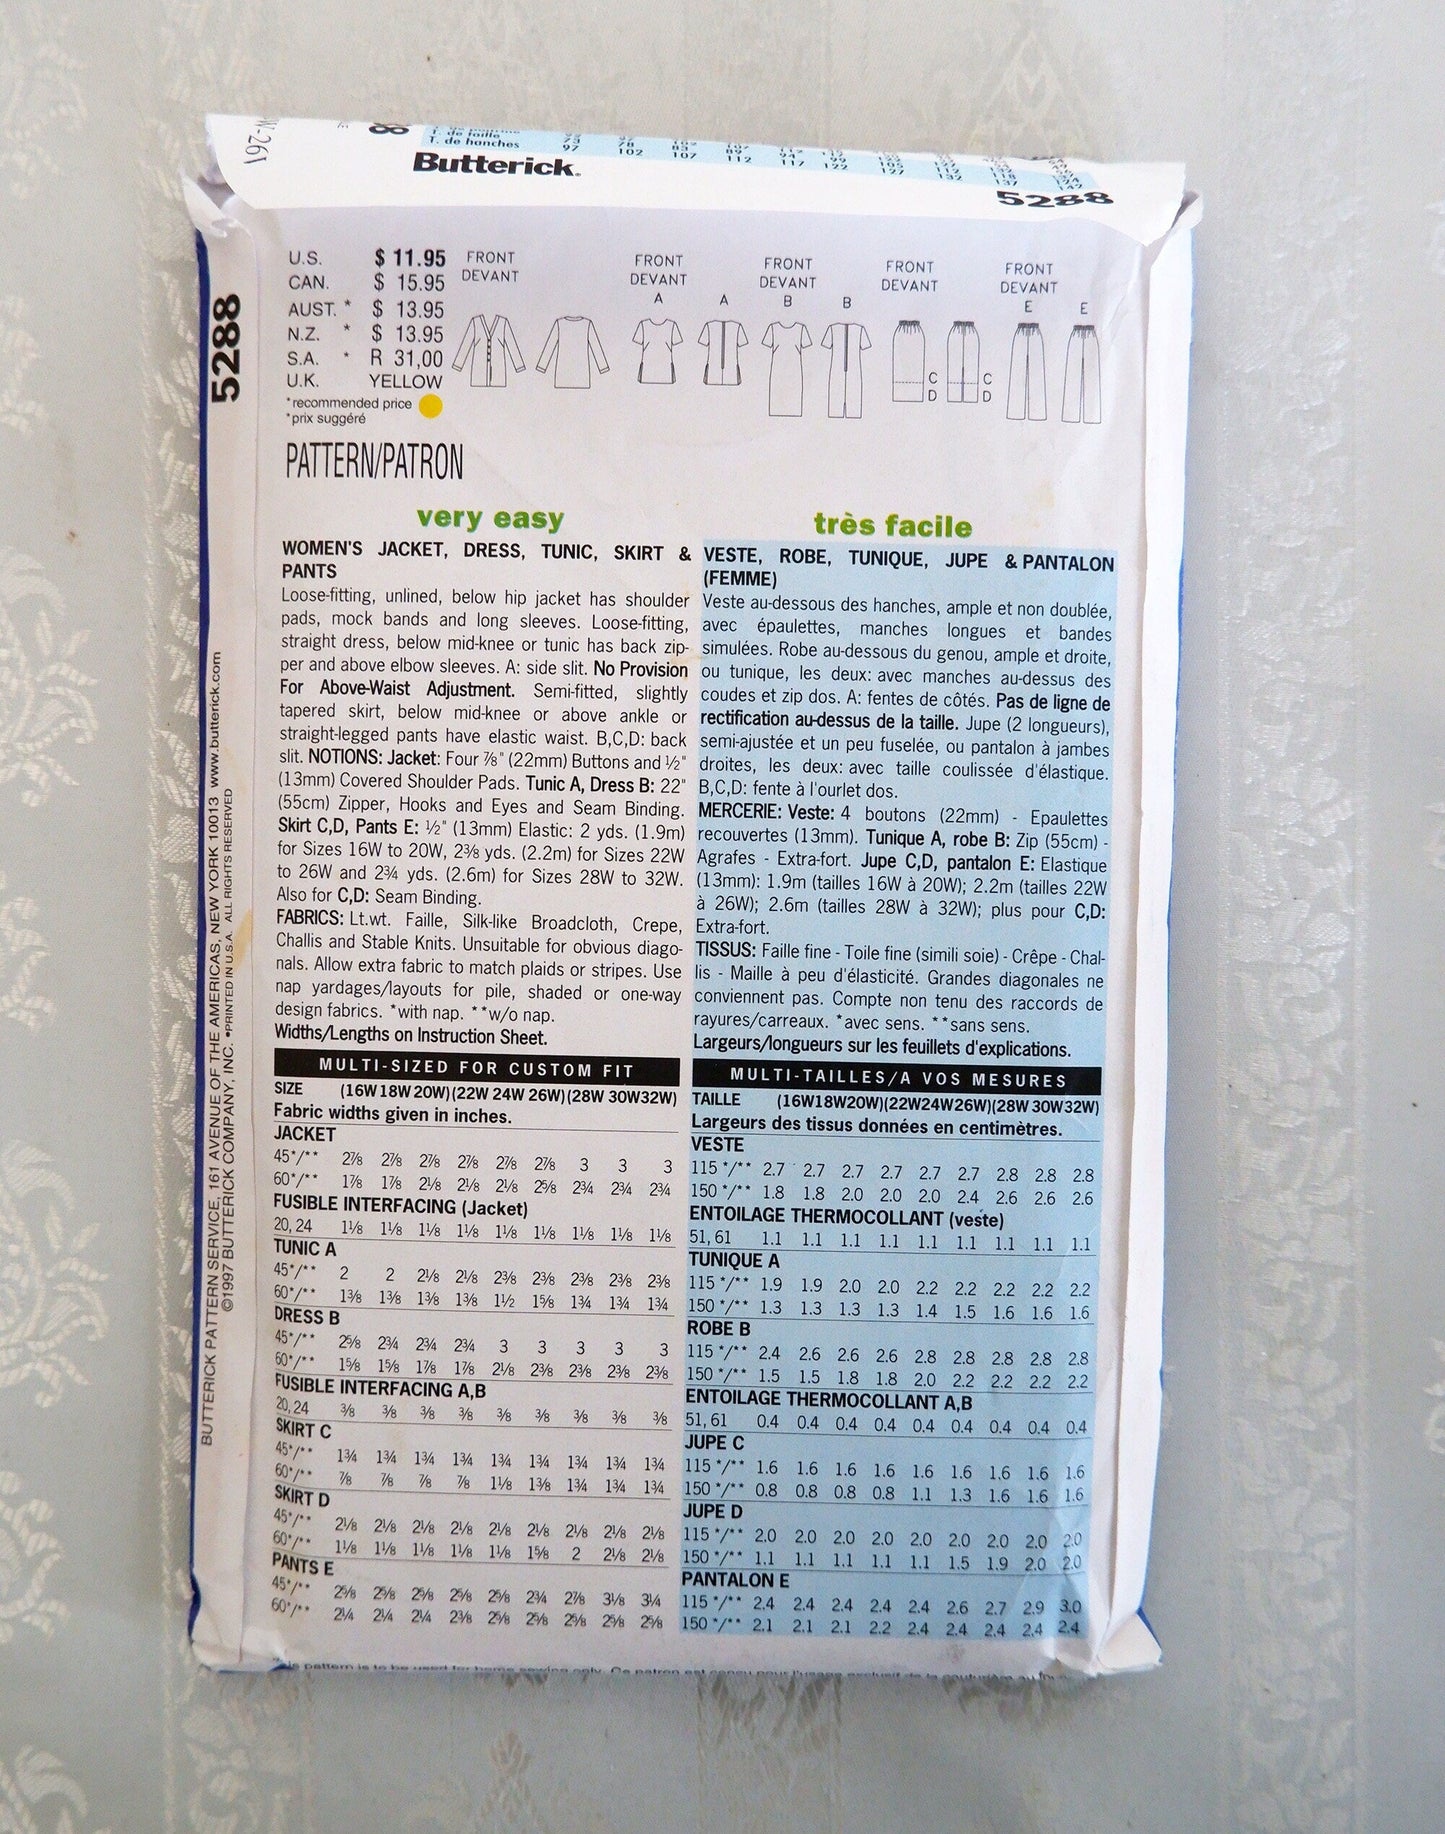 W-261
8
T. de taille
T. de hanches 97 102 107 112 117 122 127 132 137
Butterick.
5288
U.S. $ 11.95
CAN. $ 15.95
AUST. * $ 13.95
N.Z. * $ 13.95
S.A. * R 31,00
U.K. YELLOW
*recommended price
*prix suggéré
FRONT DEVANT
FRONT DEVANT A A
FRONT DEVANT B B
FRONT DEVANT C D C D
FRONT DEVANT E E
PATTERN/PATRON
5288
BUTTERICK PATTERN SERVICE, 161 AVENUE OF THE AMERICAS, NEW YORK 10013 www.butterick.com
©1997 BUTTERICK COMPANY, INC. •PRINTED IN U.S.A. ALL RIGHTS RESERVED
very easy
WOMEN'S JACKET, DRESS, TUNIC, SKIRT &
PANTS
Loose-fitting, unlined, below hip jacket has shoulder
pads, mock bands and long sleeves. Loose-fitting,
straight dress, below mid-knee or tunic has back zip-
per and above elbow sleeves. A: side slit. No Provision
For Above-Waist Adjustment. Semi-fitted, slightly
tapered skirt, below mid-knee or above ankle or
straight-legged pants have elastic waist. B,C,D: back
slit. NOTIONS: Jacket: Four ⅞" (22mm) Buttons and ½"
(13mm) Covered Shoulder Pads. Tunic A, Dress B: 22"
(55cm) Zipper, Hooks and Eyes and Seam Binding.
Skirt C,D, Pants E: ½" (13mm) Elastic: 2 yds. (1.9m)
for Sizes 16W to 20W, 2⅜ yds. (2.2m) for Sizes 22W
to 26W and 2¾ yds. (2.6m) for Sizes 28W to 32W.
Also for C,D: Seam Binding.
FABRICS: Lt.wt. Faille, Silk-like Broadcloth, Crepe,
Challis and Stable Knits. Unsuitable for obvious diago-
nals. Allow extra fabric to match plaids or stripes. Use
nap yardages/layouts for pile, shaded or one-way
design fabrics. *with nap. **w/o nap.
Widths/Lengths on Instruction Sheet.
MULTI-SIZED FOR CUSTOM FIT
SIZE (16W 18W 20W)(22W 24W 26W)(28W 30W32W)
Fabric widths given in inches.
JACKET
45*/** 2⅞ 2⅞ 2⅞ 2⅞ 2⅞ 2⅞ 3 3 3
60*/** 1⅞ 1⅞ 2⅛ 2⅛ 2⅛ 2⅝ 2¾ 2¾ 2¾
FUSIBLE INTERFACING (Jacket)
20, 24 1⅛ 1⅛ 1⅛ 1⅛ 1⅛ 1⅛ 1⅛ 1⅛ 1⅛
TUNIC A
45*/** 2 2 2⅛ 2⅛ 2⅜ 2⅜ 2⅜ 2⅜ 2⅜
60*/** 1⅜ 1⅜ 1⅜ 1⅜ 1½ 1⅝ 1¾ 1¾ 1¾
DRESS B
45*/** 2⅝ 2¾ 2¾ 2¾ 3 3 3 3 3
60*/** 1⅝ 1⅝ 1⅞ 1⅞ 2⅛ 2⅜ 2⅜ 2⅜ 2⅜
FUSIBLE INTERFACING A,B
20, 24 ⅜ ⅜ ⅜ ⅜ ⅜ ⅜ ⅜ ⅜ ⅜
SKIRT C
45*/** 1¾ 1¾ 1¾ 1¾ 1¾ 1¾ 1¾ 1¾ 1¾
60*/** ⅞ ⅞ ⅞ ⅞ 1⅛ 1⅜ 1¾ 1¾ 1¾
SKIRT D
45*/** 2⅛ 2⅛ 2⅛ 2⅛ 2⅛ 2⅛ 2⅛ 2⅛ 2⅛
60*/** 1⅛ 1⅛ 1⅛ 1⅛ 1⅛ 1⅝ 2 2⅛ 2⅛
PANTS E
45*/** 2⅝ 2⅝ 2⅝ 2⅝ 2⅝ 2¾ 2⅞ 3⅛ 3¼
60*/** 2¼ 2¼ 2¼ 2⅜ 2⅝ 2⅝ 2⅝ 2⅝ 2⅝
très facile
VESTE, ROBE, TUNIQUE, JUPE & PANTALON
(FEMME)
Veste au-dessous des hanches, ample et non doublée,
avec épaulettes, manches longues et bandes
simulées. Robe au-dessous du genou, ample et droite,
ou tunique, les deux: avec manches au-dessus des
coudes et zip dos. A: fentes de côtés. Pas de ligne de
rectification au-dessus de la taille. Jupe (2 longueurs),
semi-ajustée et un peu fuselée, ou pantalon à jambes
droites, les deux: avec taille coulissée d'élastique.
B,C,D: fente à l'ourlet dos.
MERCERIE: Veste: 4 boutons (22mm) - Epaulettes
recouvertes (13mm). Tunique A, robe B: Zip (55cm) -
Agrafes - Extra-fort. Jupe C,D, pantalon E: Elastique
(13mm): 1.9m (tailles 16W à 20W); 2.2m (tailles 22W
à 26W); 2.6m (tailles 28W à 32W); plus pour C,D:
Extra-fort.
TISSUS: Faille fine - Toile fine (simili soie) - Crêpe - Chal-
lis - Maille à peu d'élasticité. Grandes diagonales ne
conviennent pas. Compte non tenu des raccords de
rayures/carreaux. *avec sens. **sans sens.
Largeurs/longueurs sur les feuillets d'explications.
MULTI-TAILLES/A VOS MESURES
TAILLE (16W18W20W)(22W24W26W)(28W 30W32W)
Largeurs des tissus données en centimètres.
VESTE
115 */** 2.7 2.7 2.7 2.7 2.7 2.7 2.8 2.8 2.8
150 */** 1.8 1.8 2.0 2.0 2.0 2.4 2.6 2.6 2.6
ENTOILAGE THERMOCOLLANT (veste)
51, 61 1.1 1.1 1.1 1.1 1.1 1.1 1.1 1.1 1.1
TUNIQUE A
115 */** 1.9 1.9 2.0 2.0 2.2 2.2 2.2 2.2 2.2
150 */** 1.3 1.3 1.3 1.3 1.4 1.5 1.6 1.6 1.6
ROBE B
115 */** 2.4 2.6 2.6 2.6 2.8 2.8 2.8 2.8 2.8
150 */** 1.5 1.5 1.8 1.8 2.0 2.2 2.2 2.2 2.2
ENTOILAGE THERMOCOLLANT A,B
51, 61 0.4 0.4 0.4 0.4 0.4 0.4 0.4 0.4 0.4
JUPE C
115 */** 1.6 1.6 1.6 1.6 1.6 1.6 1.6 1.6 1.6
150 */** 0.8 0.8 0.8 0.8 1.1 1.3 1.6 1.6 1.6
JUPE D
115 */** 2.0 2.0 2.0 2.0 2.0 2.0 2.0 2.0 2.0
150 */** 1.1 1.1 1.1 1.1 1.1 1.5 1.9 2.0 2.0
PANTALON E
115 */** 2.4 2.4 2.4 2.4 2.4 2.6 2.7 2.9 3.0
150 */** 2.1 2.1 2.1 2.2 2.4 2.4 2.4 2.4 2.4
pattern is to be used for home sewing only. Ce patron est conçu pour l'usage exclusif de la couture